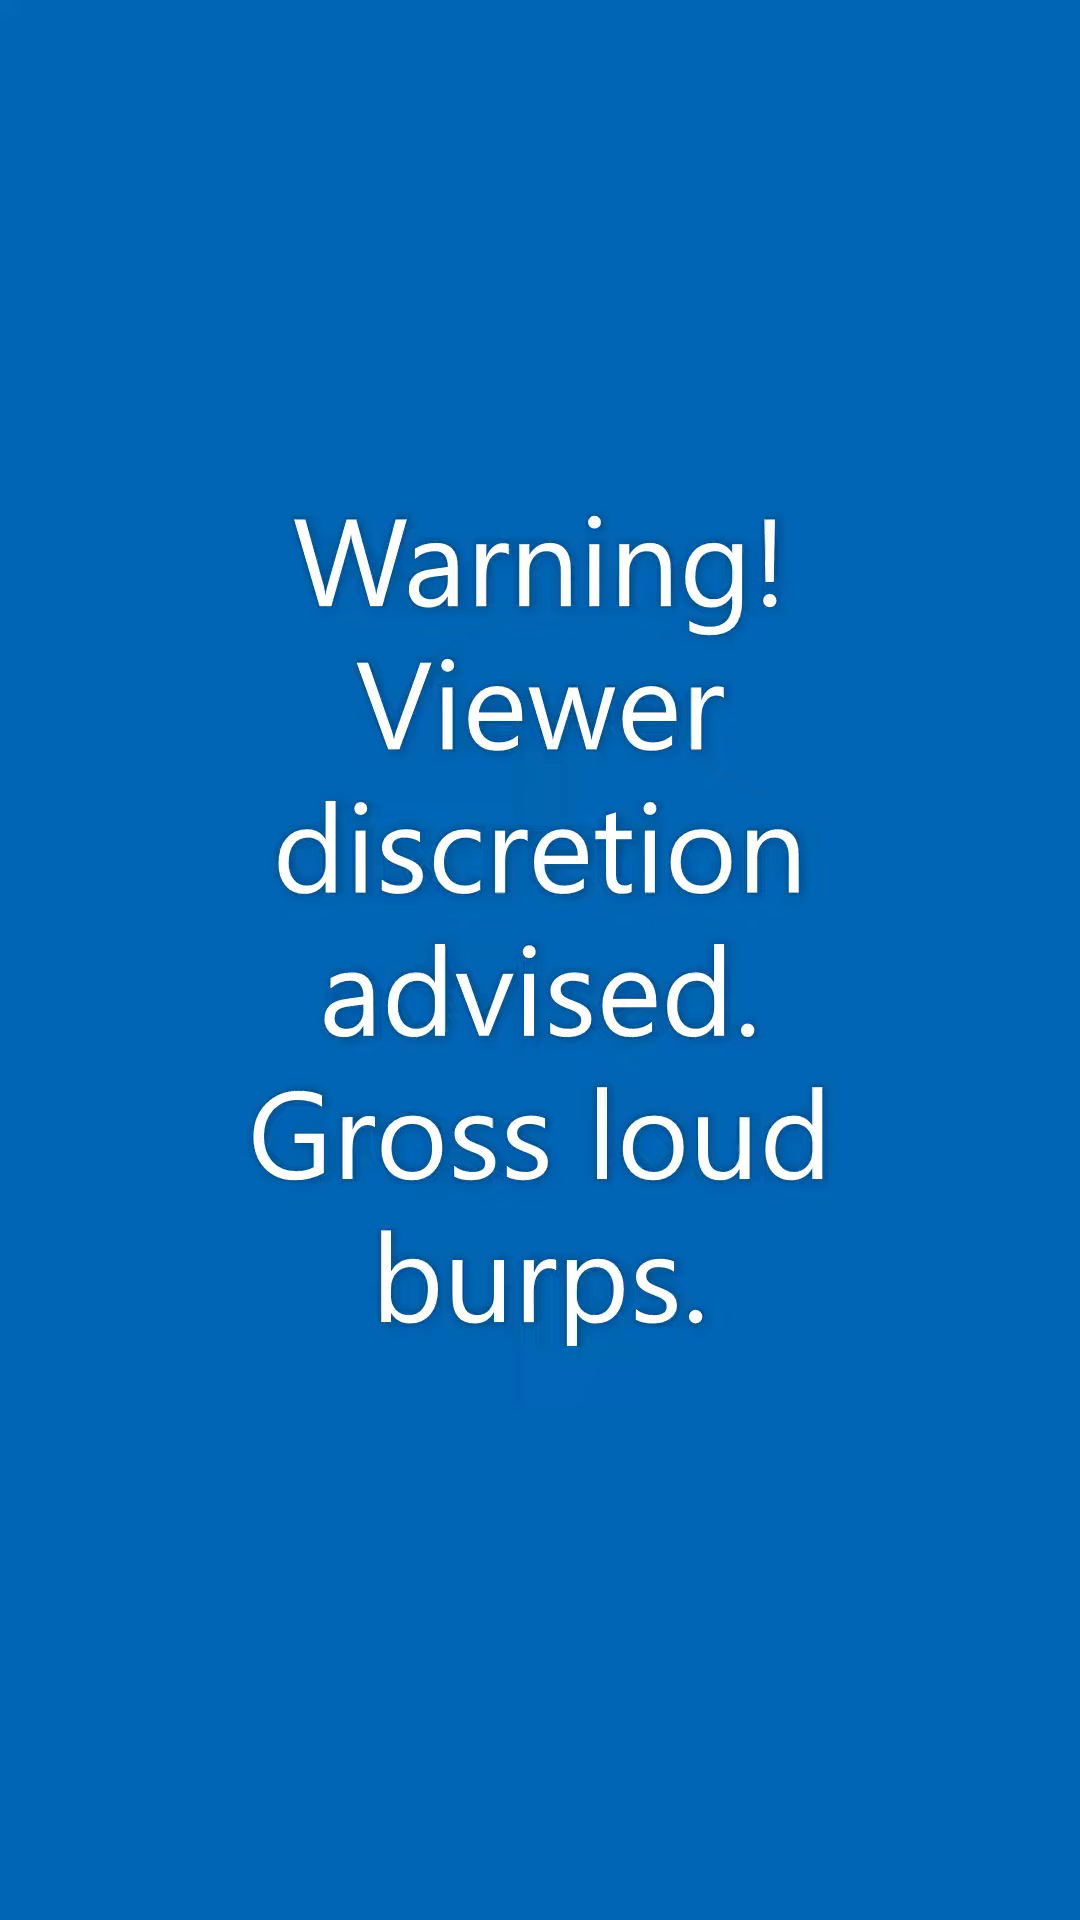 Warning!
Viewer
discretion
advised.
Gross loud
burps.